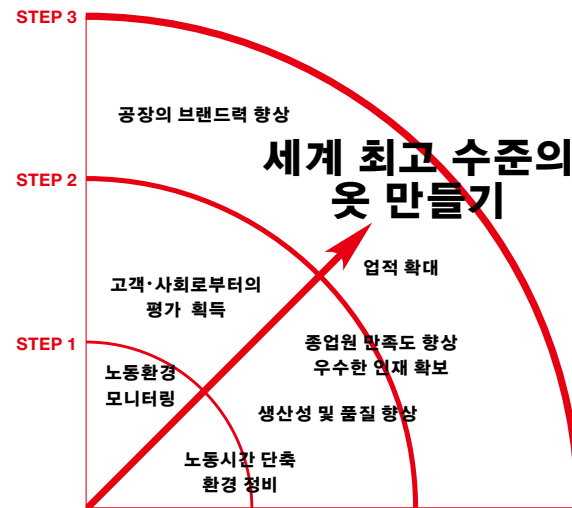 STEP 3
공장의 브랜드력 향상
세계 최고 수준의
옷 만들기
STEP 2
업적 확대
고객·사회로부터의
평가 획득
STEP 1
종업원 만족도 향상
우수한 인재 확보
노동환경
모니터링
생산성 및 품질 향상
노동시간 단축
환경 정비